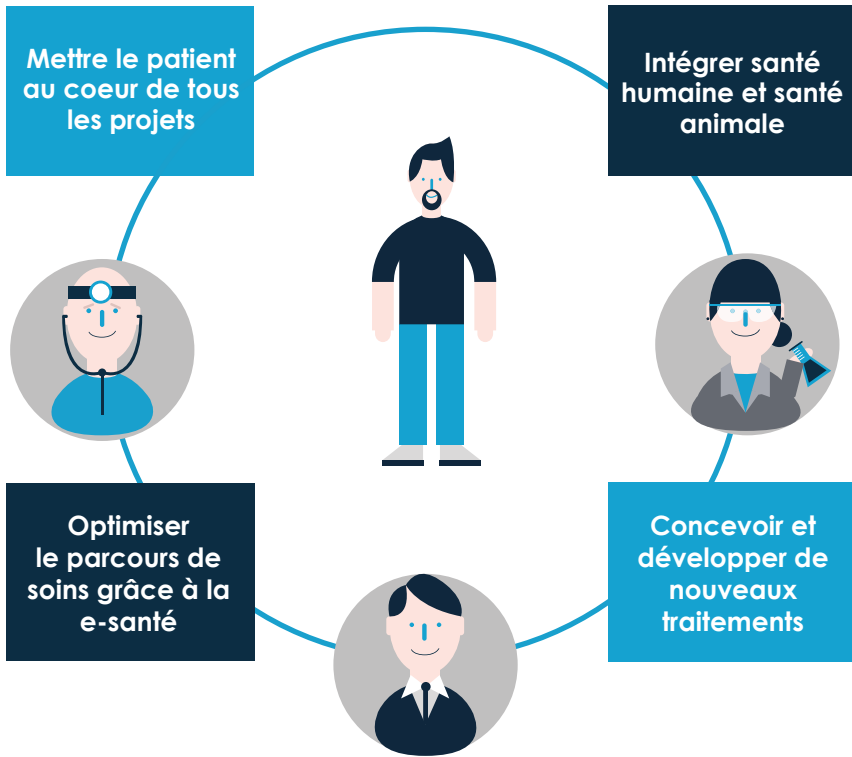 Mettre le patient
au coeur de tous
les projets
Intégrer santé
humaine et santé
animale
Optimiser
le parcours de
soins grâce à la
e-santé
Concevoir et
développer de
nouveaux
traitements